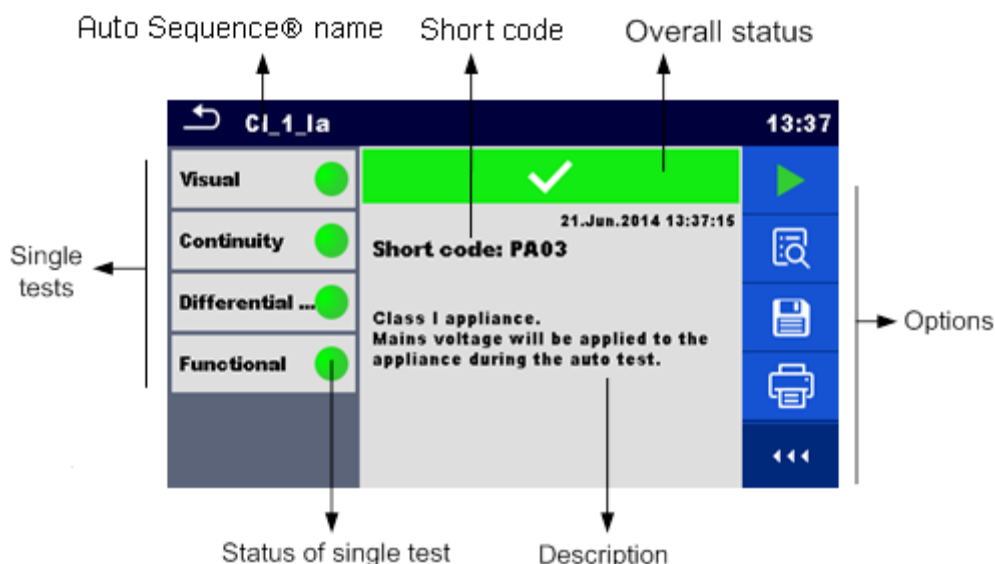 Auto Sequence® name
Short code
Overall status
Cl_1_Ia
13:37
Visual
21.Jun.2014 13:37:15
Continuity
Short code: PA03
Single
tests
Differential ...
Options
Class I appliance.
Mains voltage will be applied to the
appliance during the auto test.
Functional
Status of single test
Description